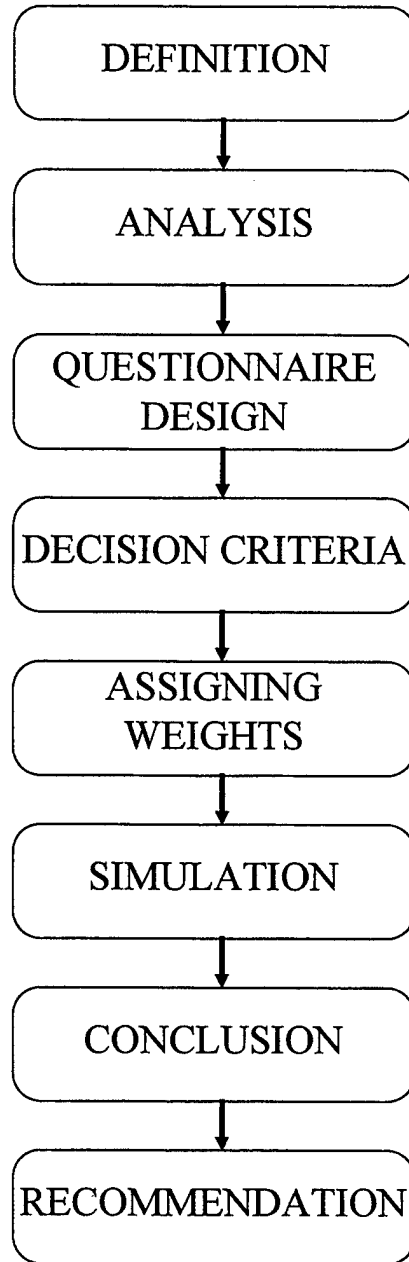 DEFINITION
ANALYSIS
QUESTIONNAIRE
DESIGN
DECISION CRITERIA
ASSIGNING
WEIGHTS
SIMULATION
CONCLUSION
RECOMMENDATION